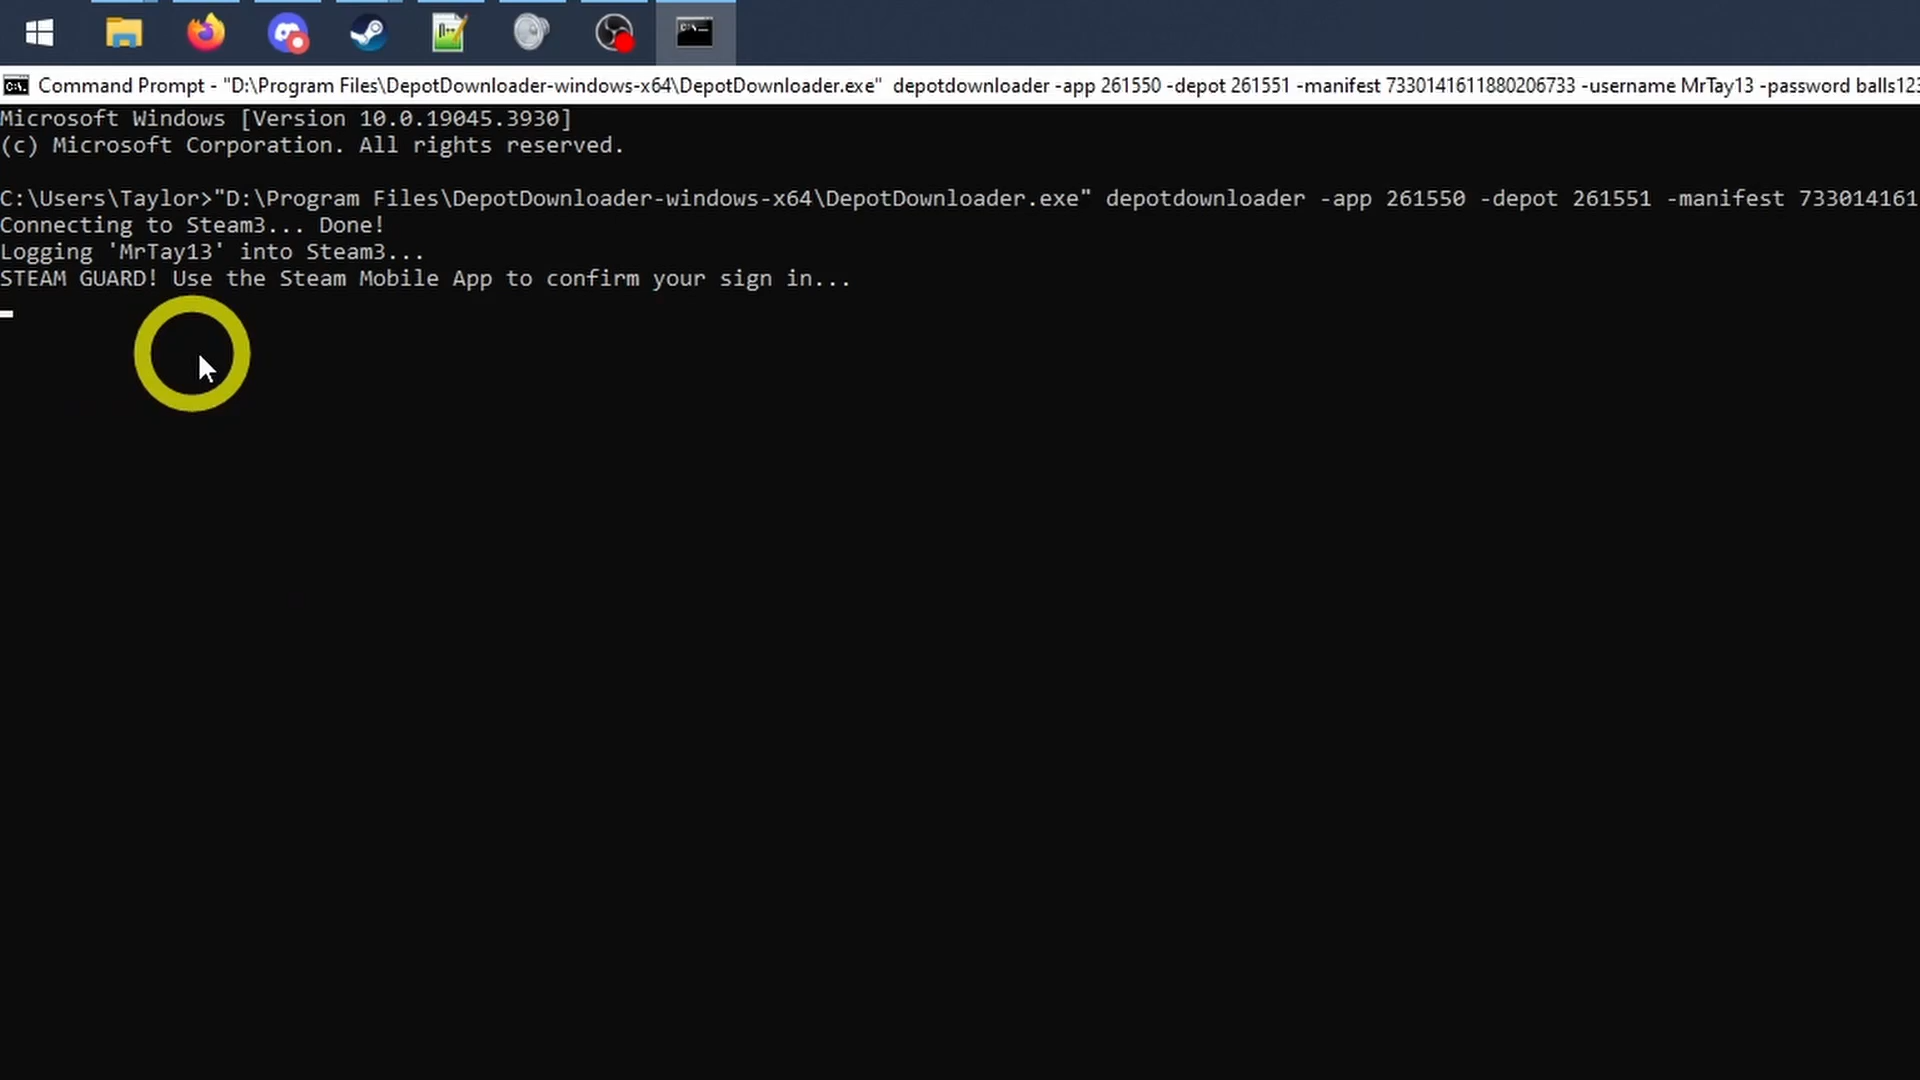 Command Prompt - "D:\Program Files\DepotDownloader-windows-x64\DepotDownloader.exe" depotdownloader -app 261550 -depot 261551 -manifest 7330141611880206733 -username MrTay13 -password balls123
Microsoft Windows [Version 10.0.19045.3930]
(c) Microsoft Corporation. All rights reserved.
C:\Users\Taylor>"D:\Program Files\DepotDownloader-windows-x64\DepotDownloader.exe" depotdownloader -app 261550 -depot 261551 -manifest 733014161
Connecting to Steam3... Done!
Logging 'MrTay13' into Steam3...
STEAM GUARD! Use the Steam Mobile App to confirm your sign in...